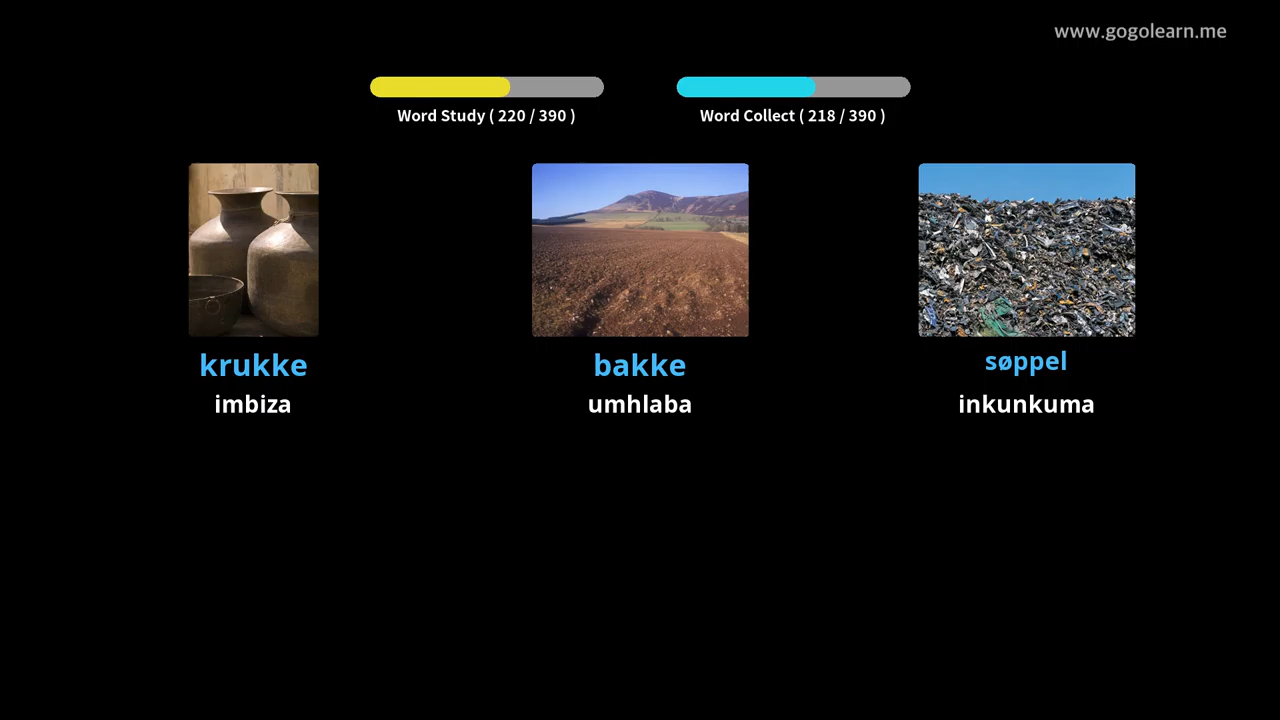 www.gogolearn.me
Word Study ( 220 / 390 )
Word Collect ( 218 / 390 )
krukke
imbiza
bakke
umhlaba
søppel
inkunkuma